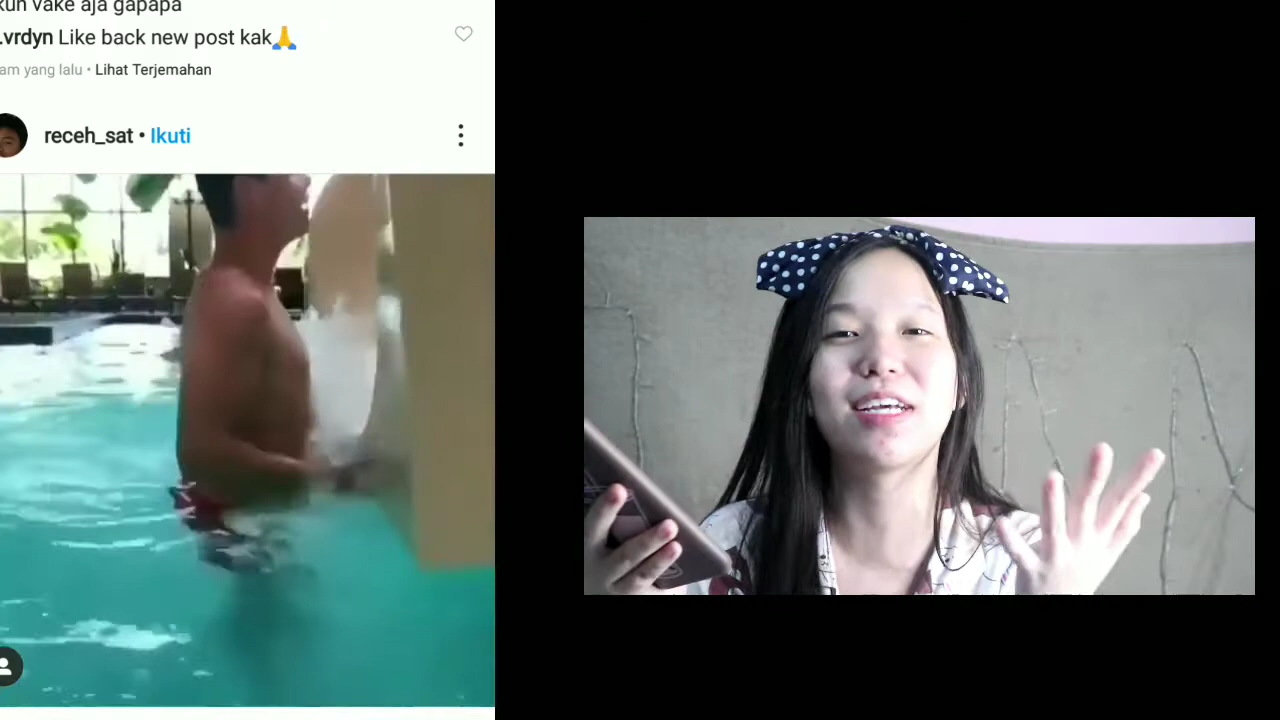 kun vake aja gapapa
.vrdyn Like back new post kak🙏
am yang lalu • Lihat Terjemahan
receh_sat • Ikuti